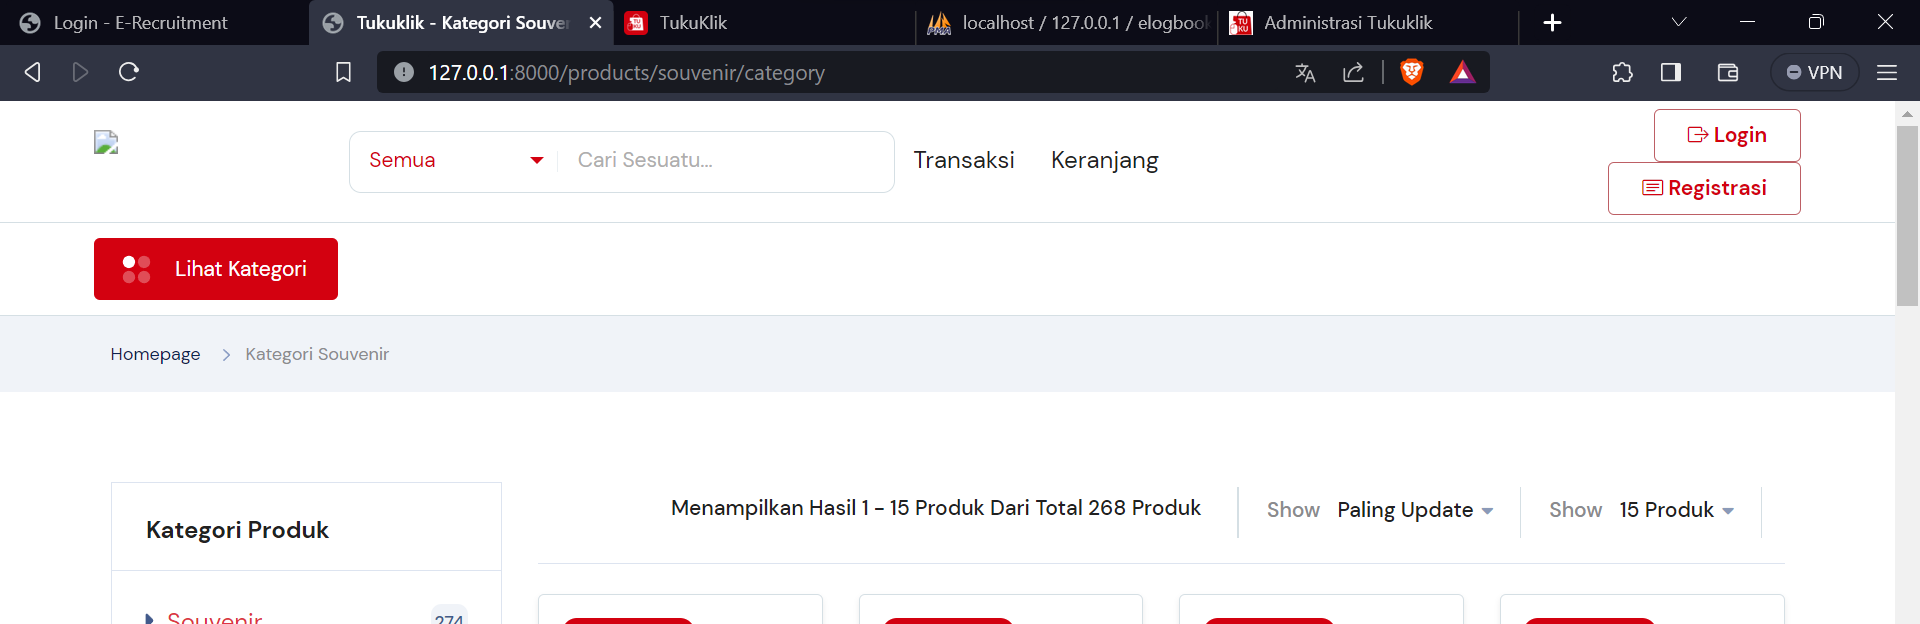 Login - E-Recruitment
Tukuklik - Kategori Souve
TukuKlik
localhost / 127.0.0.1 / elogbook
Administrasi Tukuklik
127.0.0.1:8000/products/souvenir/category
VPN
Semua
Cari Sesuatu...
Transaksi
Keranjang
Login
Registrasi
Lihat Kategori
Homepage
Kategori Souvenir
Menampilkan Hasil 1 - 15 Produk Dari Total 268 Produk
Show Paling Update
Show 15 Produk
Kategori Produk
Souvenir
274